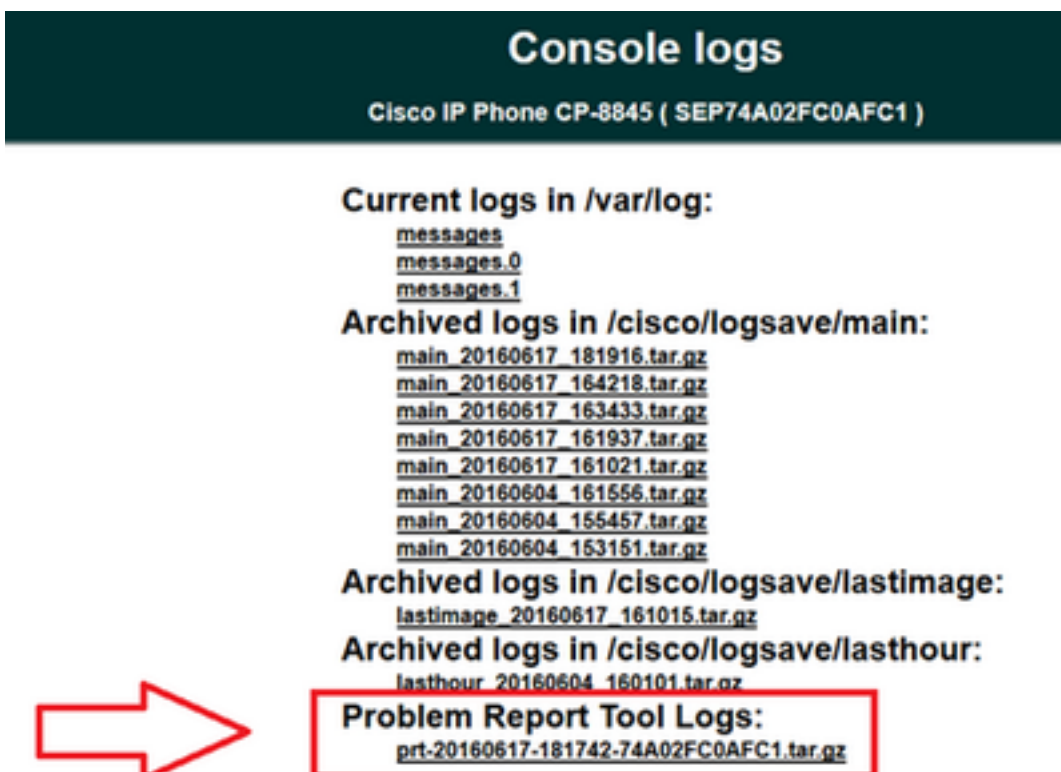 Console logs
Cisco IP Phone CP-8845 ( SEP74A02FC0AFC1 )
Current logs in /var/log:
messages
messages.0
messages.1
Archived logs in /cisco/logsave/main:
main_20160617_181916.tar.gz
main_20160617_164218.tar.gz
main_20160617_163433.tar.gz
main_20160617_161937.tar.gz
main_20160617_161021.tar.gz
main_20160604_161556.tar.gz
main_20160604_155457.tar.gz
main_20160604_153151.tar.gz
Archived logs in /cisco/logsave/lastimage:
lastimage_20160617_161015.tar.gz
Archived logs in /cisco/logsave/lasthour:
lasthour_20160604_160101.tar.gz
Problem Report Tool Logs:
prt-20160617-181742-74A02FC0AFC1.tar.gz